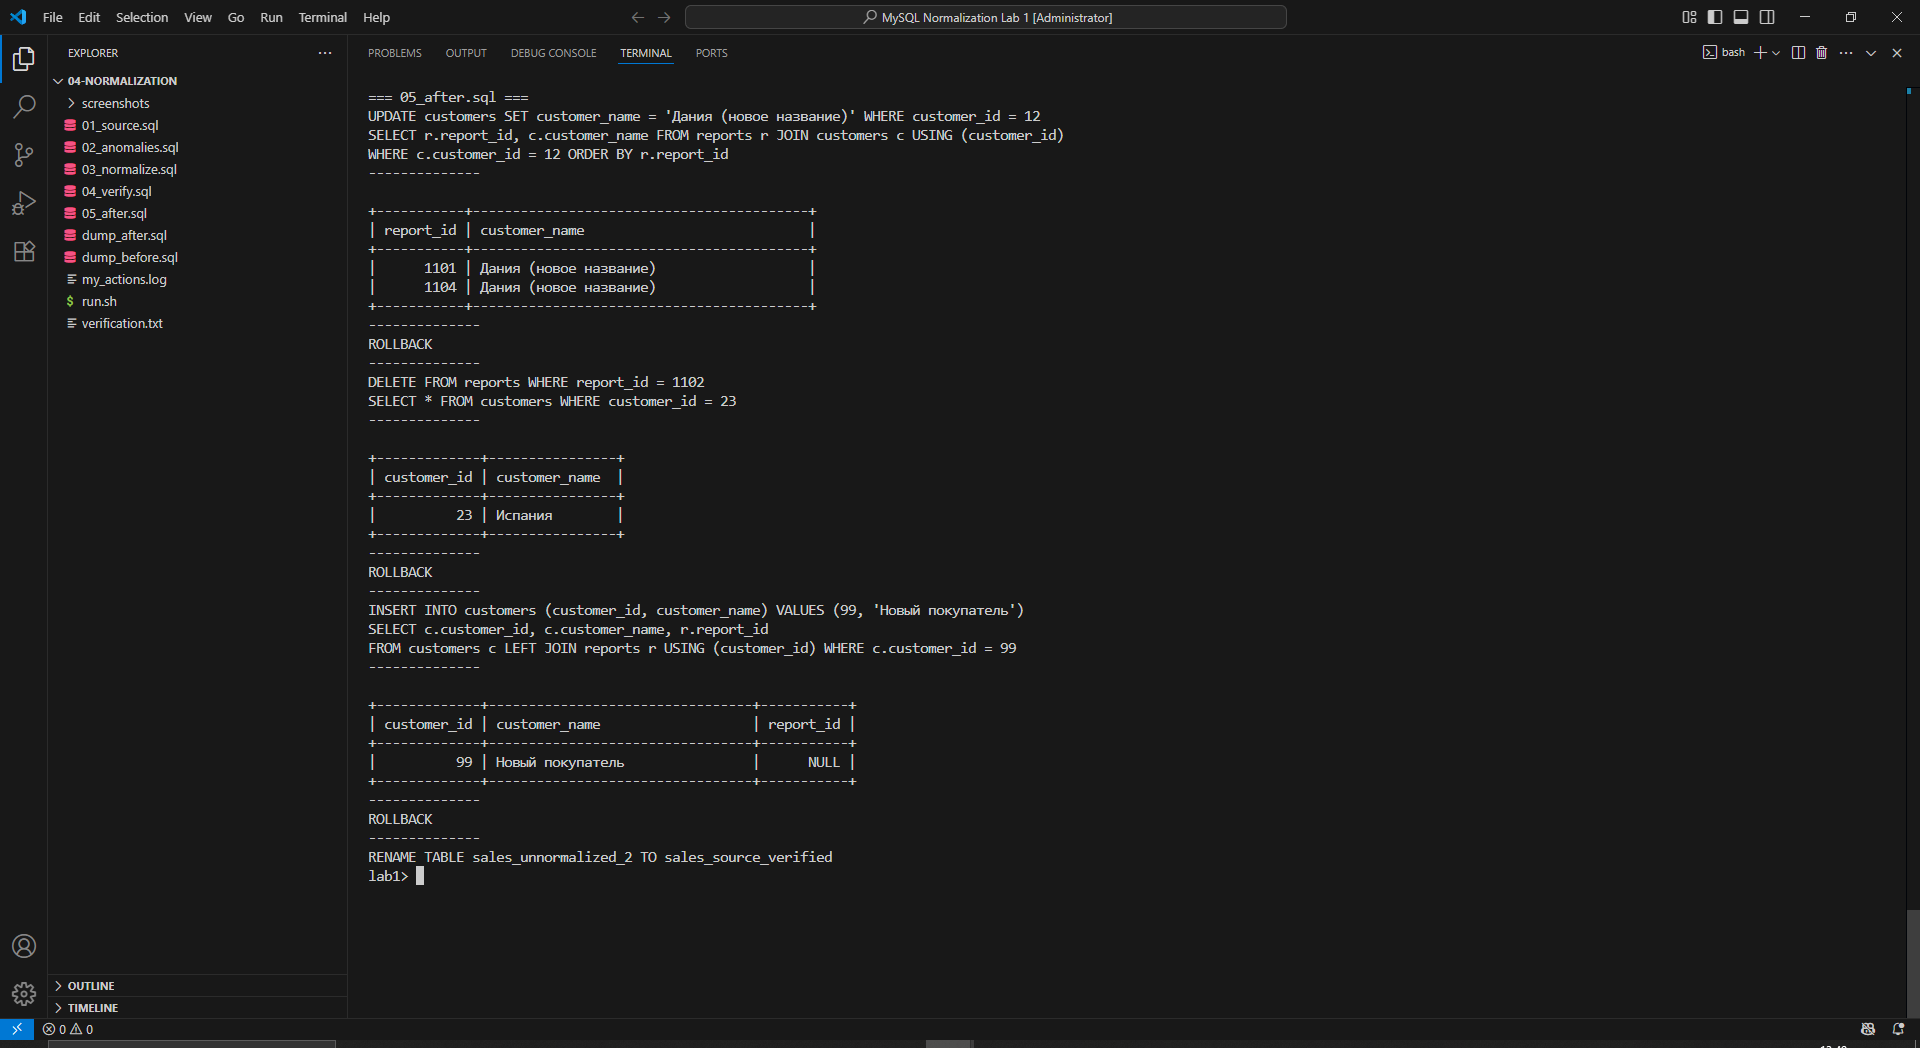 File Edit Selection View Go Run Terminal Help
MySQL Normalization Lab 1 [Administrator]
EXPLORER
04-NORMALIZATION
screenshots
01_source.sql
02_anomalies.sql
03_normalize.sql
04_verify.sql
05_after.sql
dump_after.sql
dump_before.sql
my_actions.log
$ run.sh
verification.txt
OUTLINE
TIMELINE
PROBLEMS OUTPUT DEBUG CONSOLE TERMINAL PORTS
bash
=== 05_after.sql ===
UPDATE customers SET customer_name = 'Дания (новое название)' WHERE customer_id = 12
SELECT r.report_id, c.customer_name FROM reports r JOIN customers c USING (customer_id)
WHERE c.customer_id = 12 ORDER BY r.report_id
--------------
+-----------+------------------------------------------+
| report_id | customer_name                            |
+-----------+------------------------------------------+
|      1101 | Дания (новое название)                   |
|      1104 | Дания (новое название)                   |
+-----------+------------------------------------------+
--------------
ROLLBACK
--------------
DELETE FROM reports WHERE report_id = 1102
SELECT * FROM customers WHERE customer_id = 23
--------------
+-------------+----------------+
| customer_id | customer_name  |
+-------------+----------------+
|          23 | Испания        |
+-------------+----------------+
--------------
ROLLBACK
--------------
INSERT INTO customers (customer_id, customer_name) VALUES (99, 'Новый покупатель')
SELECT c.customer_id, c.customer_name, r.report_id
FROM customers c LEFT JOIN reports r USING (customer_id) WHERE c.customer_id = 99
--------------
+-------------+---------------------------------+-----------+
| customer_id | customer_name                   | report_id |
+-------------+---------------------------------+-----------+
|          99 | Новый покупатель                |      NULL |
+-------------+---------------------------------+-----------+
--------------
ROLLBACK
--------------
RENAME TABLE sales_unnormalized_2 TO sales_source_verified
lab1>
0 0